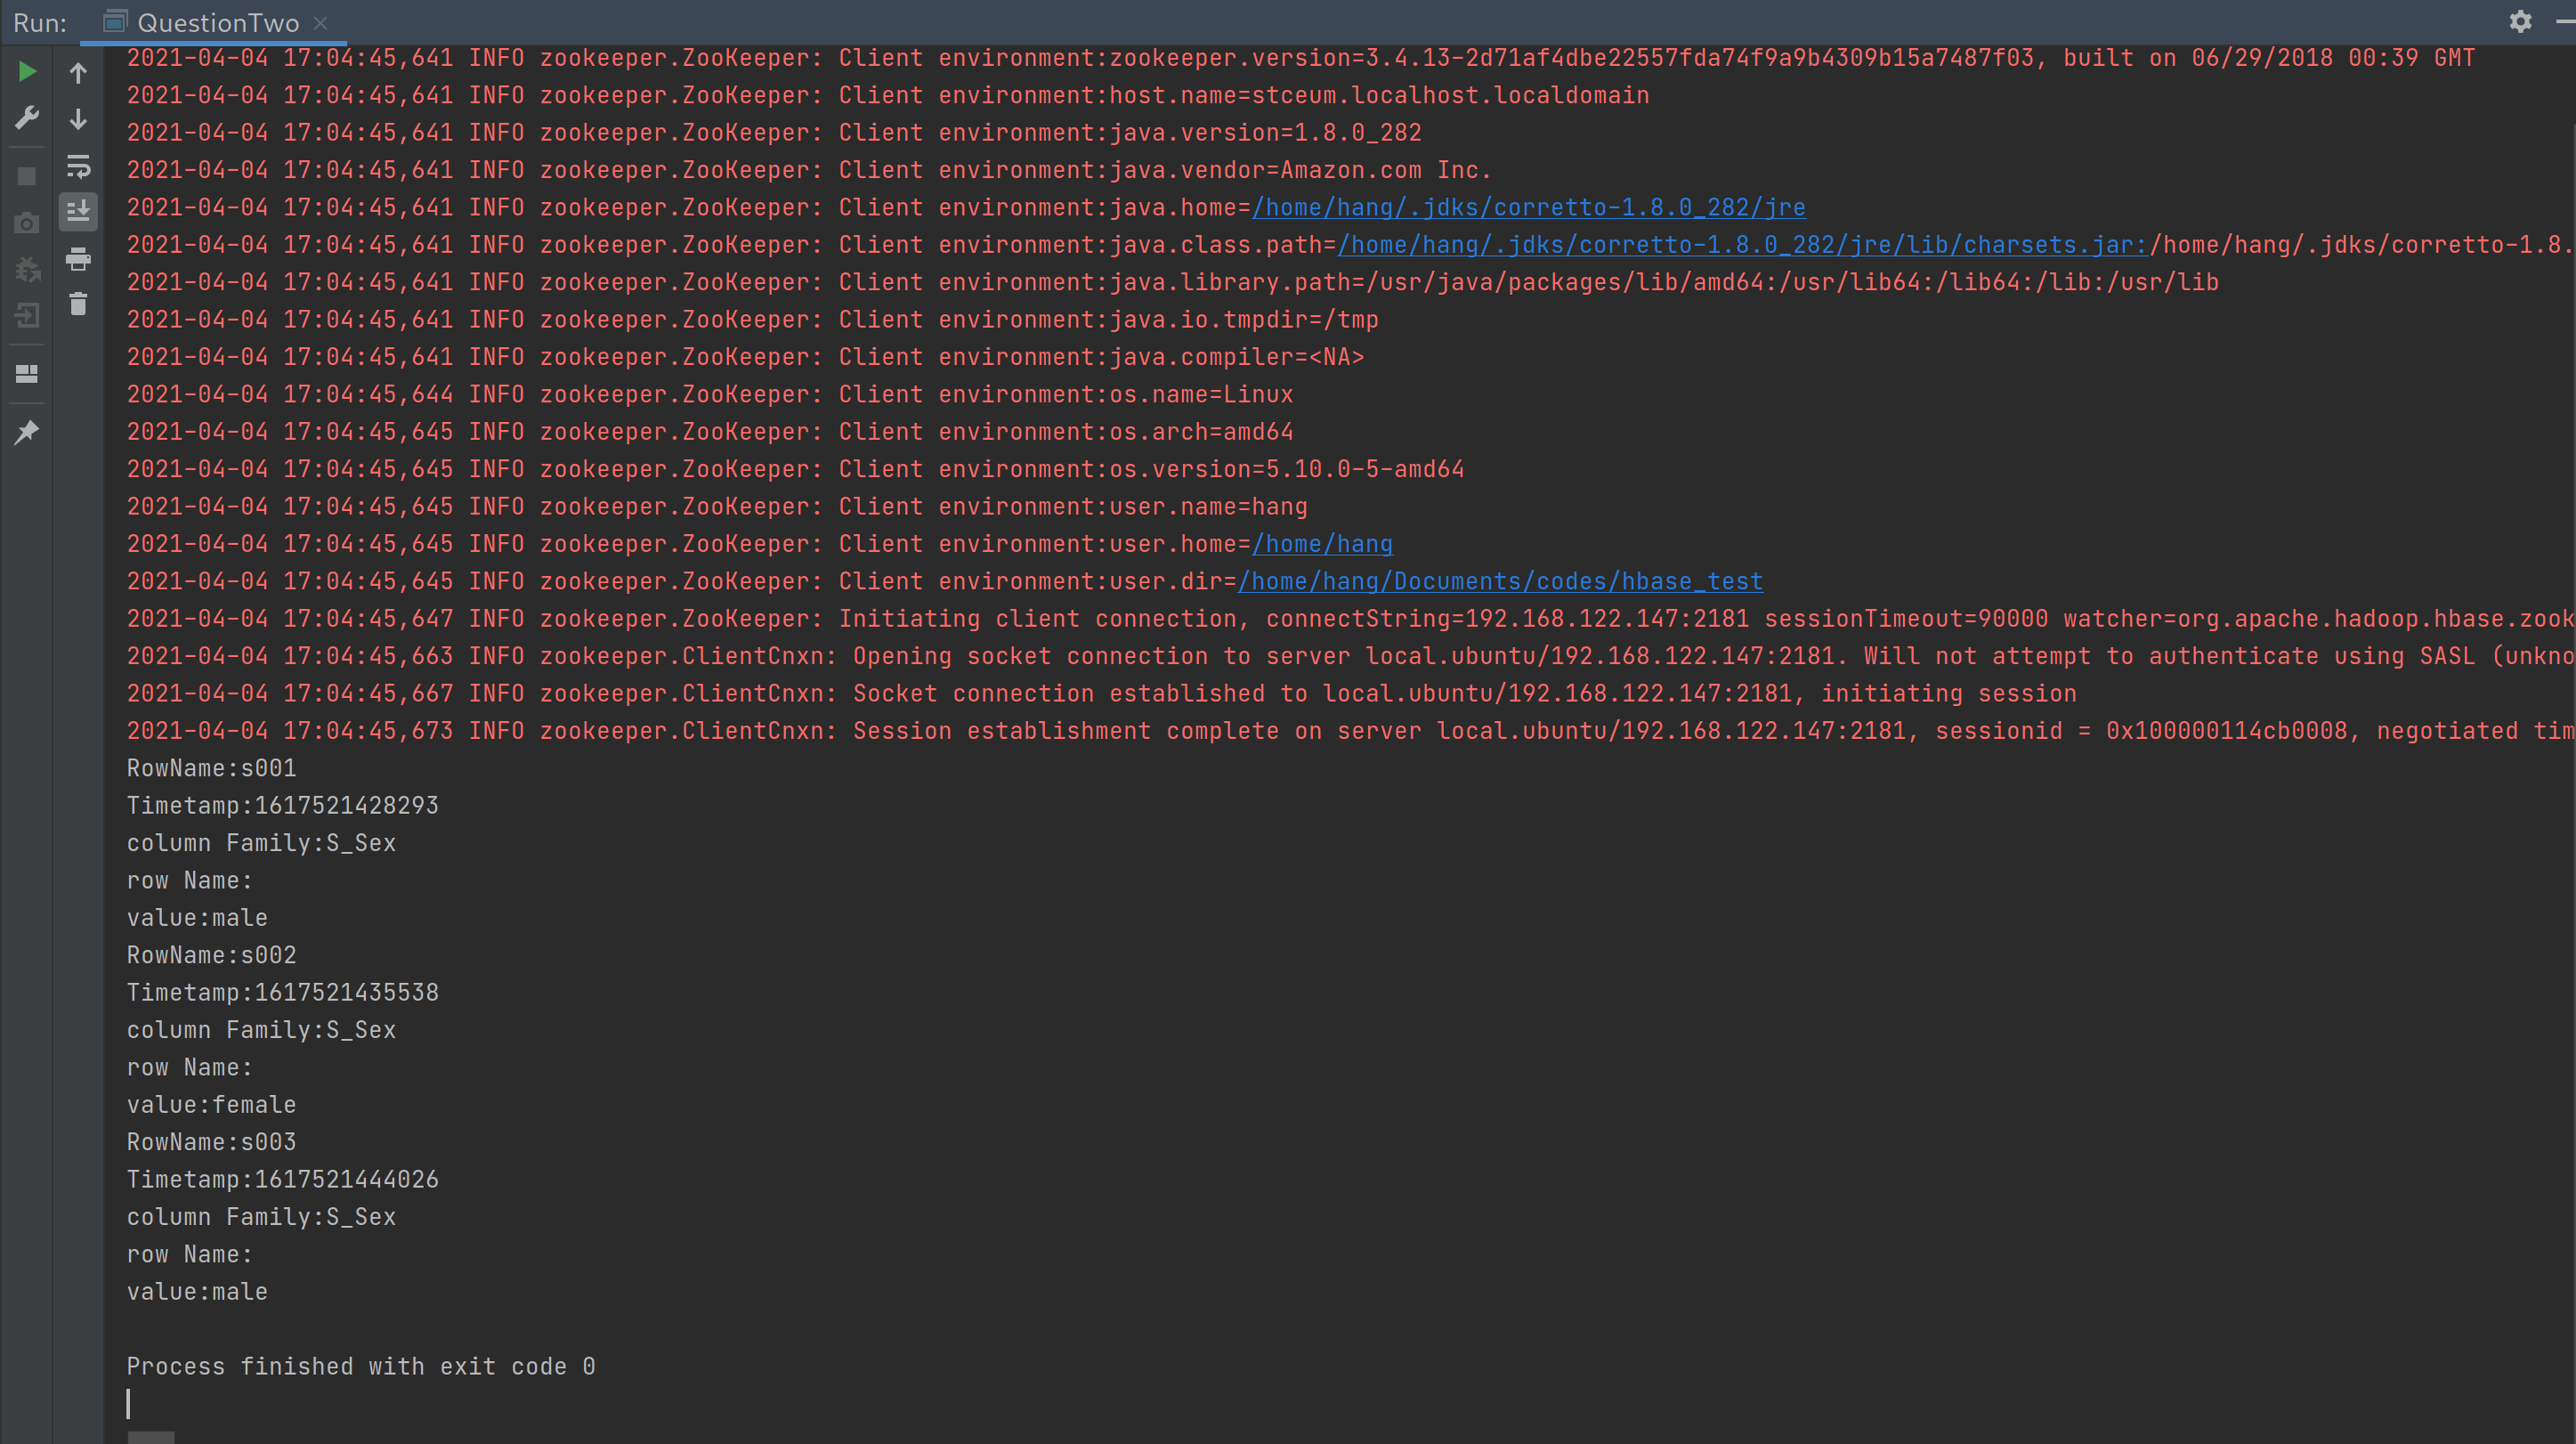 Run: QuestionTwo
2021-04-04 17:04:45,641 INFO zookeeper.ZooKeeper: Client environment:zookeeper.version=3.4.13-2d71af4dbe22557fda74f9a9b4309b15a7487f03, built on 06/29/2018 00:39 GMT
2021-04-04 17:04:45,641 INFO zookeeper.ZooKeeper: Client environment:host.name=stceum.localhost.localdomain
2021-04-04 17:04:45,641 INFO zookeeper.ZooKeeper: Client environment:java.version=1.8.0_282
2021-04-04 17:04:45,641 INFO zookeeper.ZooKeeper: Client environment:java.vendor=Amazon.com Inc.
2021-04-04 17:04:45,641 INFO zookeeper.ZooKeeper: Client environment:java.home=/home/hang/.jdks/corretto-1.8.0_282/jre
2021-04-04 17:04:45,641 INFO zookeeper.ZooKeeper: Client environment:java.class.path=/home/hang/.jdks/corretto-1.8.0_282/jre/lib/charsets.jar:/home/hang/.jdks/corretto-1.8.
2021-04-04 17:04:45,641 INFO zookeeper.ZooKeeper: Client environment:java.library.path=/usr/java/packages/lib/amd64:/usr/lib64:/lib64:/lib:/usr/lib
2021-04-04 17:04:45,641 INFO zookeeper.ZooKeeper: Client environment:java.io.tmpdir=/tmp
2021-04-04 17:04:45,641 INFO zookeeper.ZooKeeper: Client environment:java.compiler=<NA>
2021-04-04 17:04:45,644 INFO zookeeper.ZooKeeper: Client environment:os.name=Linux
2021-04-04 17:04:45,645 INFO zookeeper.ZooKeeper: Client environment:os.arch=amd64
2021-04-04 17:04:45,645 INFO zookeeper.ZooKeeper: Client environment:os.version=5.10.0-5-amd64
2021-04-04 17:04:45,645 INFO zookeeper.ZooKeeper: Client environment:user.name=hang
2021-04-04 17:04:45,645 INFO zookeeper.ZooKeeper: Client environment:user.home=/home/hang
2021-04-04 17:04:45,645 INFO zookeeper.ZooKeeper: Client environment:user.dir=/home/hang/Documents/codes/hbase_test
2021-04-04 17:04:45,647 INFO zookeeper.ZooKeeper: Initiating client connection, connectString=192.168.122.147:2181 sessionTimeout=90000 watcher=org.apache.hadoop.hbase.zook
2021-04-04 17:04:45,663 INFO zookeeper.ClientCnxn: Opening socket connection to server local.ubuntu/192.168.122.147:2181. Will not attempt to authenticate using SASL (unkno
2021-04-04 17:04:45,667 INFO zookeeper.ClientCnxn: Socket connection established to local.ubuntu/192.168.122.147:2181, initiating session
2021-04-04 17:04:45,673 INFO zookeeper.ClientCnxn: Session establishment complete on server local.ubuntu/192.168.122.147:2181, sessionid = 0x100000114cb0008, negotiated tim
RowName:s001
Timetamp:1617521428293
column Family:S_Sex
row Name:
value:male
RowName:s002
Timetamp:1617521435538
column Family:S_Sex
row Name:
value:female
RowName:s003
Timetamp:1617521444026
column Family:S_Sex
row Name:
value:male
Process finished with exit code 0